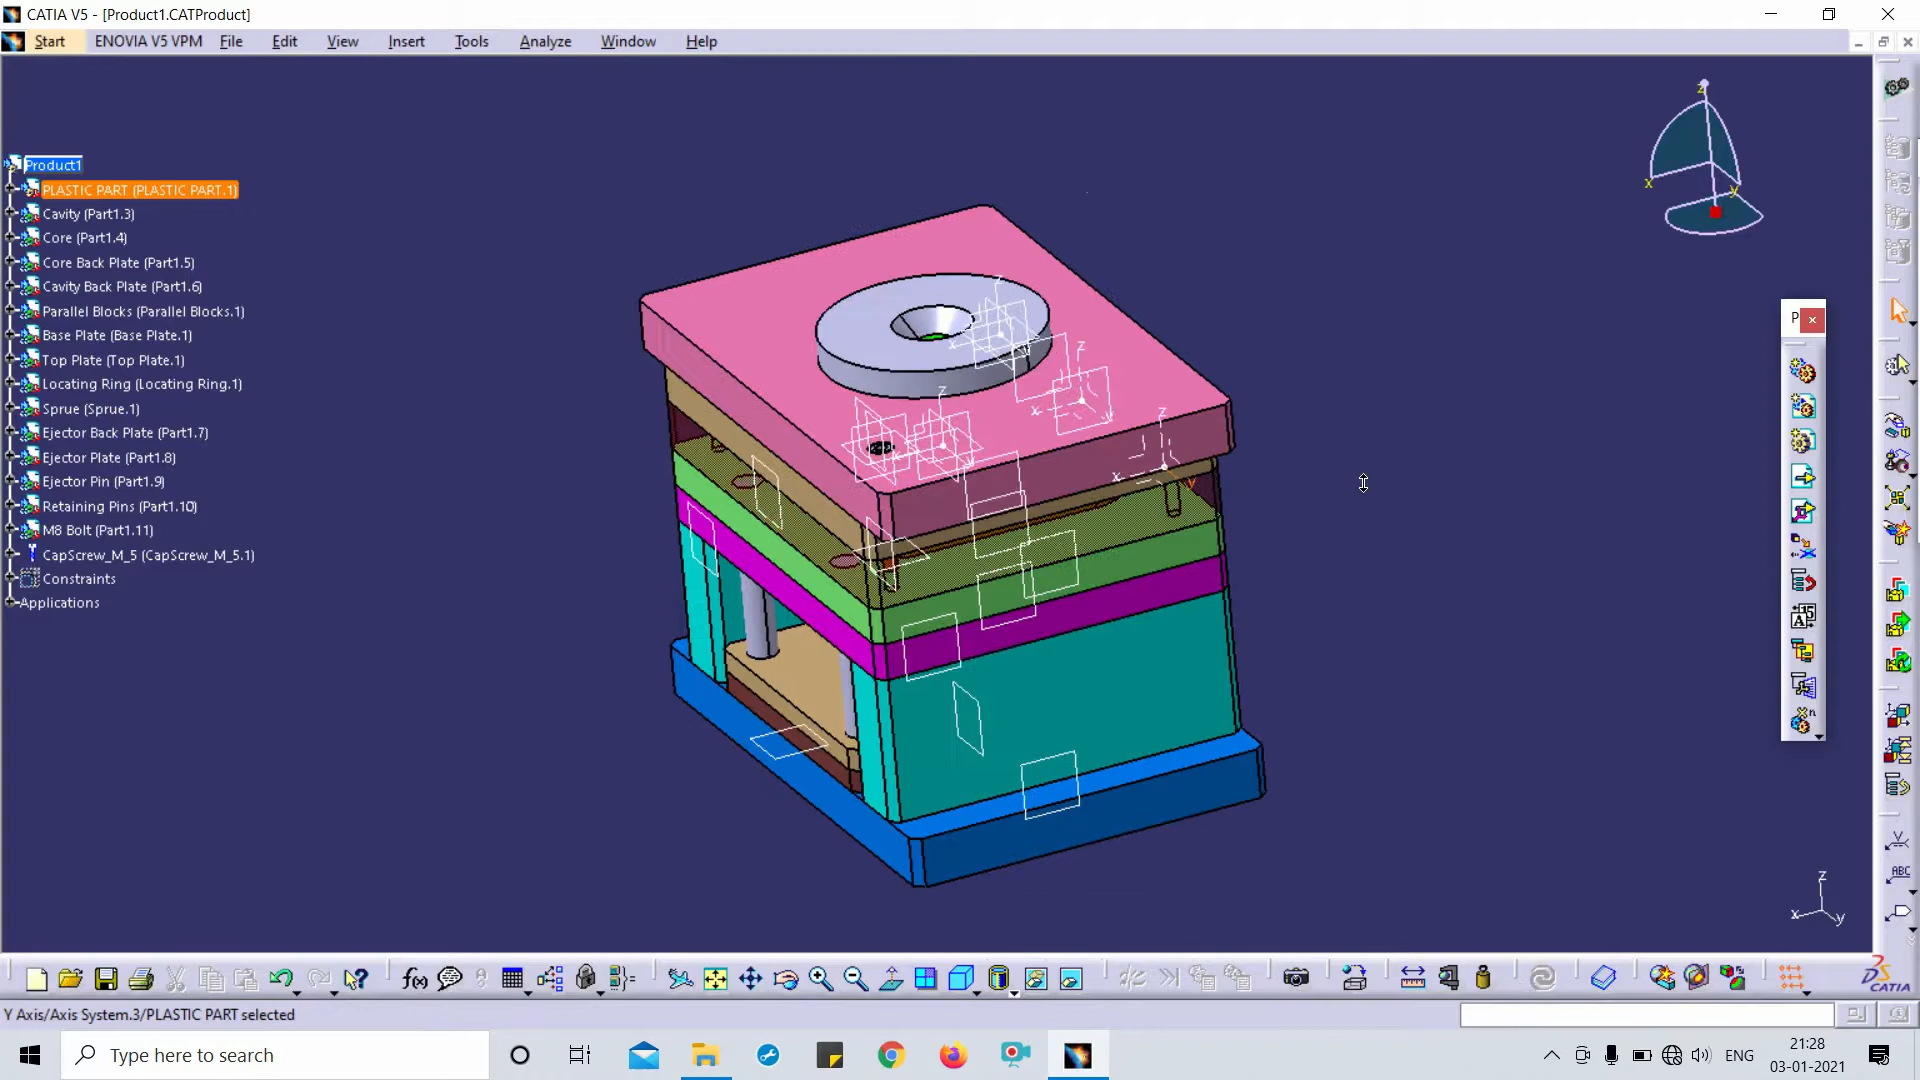 CATIA V5 - [Product1.CATProduct]
Start ENOVIA V5 VPM File Edit View Insert Tools Analyze Window Help
Product1
PLASTIC PART (PLASTIC PART.1)
Cavity (Part1.3)
Core (Part1.4)
Core Back Plate (Part1.5)
Cavity Back Plate (Part1.6)
Parallel Blocks (Parallel Blocks.1)
Base Plate (Base Plate.1)
Top Plate (Top Plate.1)
Locating Ring (Locating Ring.1)
Sprue (Sprue.1)
Ejector Back Plate (Part1.7)
Ejector Plate (Part1.8)
Ejector Pin (Part1.9)
Retaining Pins (Part1.10)
M8 Bolt (Part1.11)
CapScrew_M_5 (CapScrew_M_5.1)
Constraints
Applications
z
x
y
z
z
x
z
x
z
x
P
ABC
z
x
y
f(x)
CATIA
Y Axis/Axis System.3/PLASTIC PART selected
Type here to search
ENG
21:28
03-01-2021